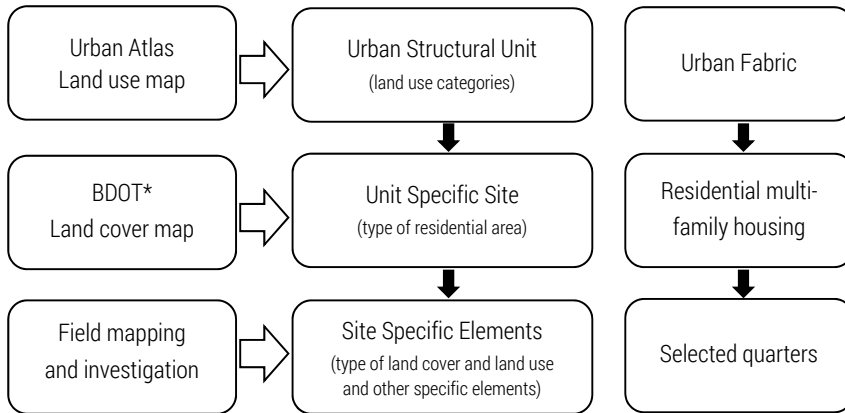 Urban Atlas
Land use map
Urban Structural Unit
(land use categories)
Urban Fabric
BDOT*
Land cover map
Unit Specific Site
(type of residential area)
Residential multi-
family housing
Field mapping
and investigation
Site Specific Elements
(type of land cover and land use
and other specific elements)
Selected quarters